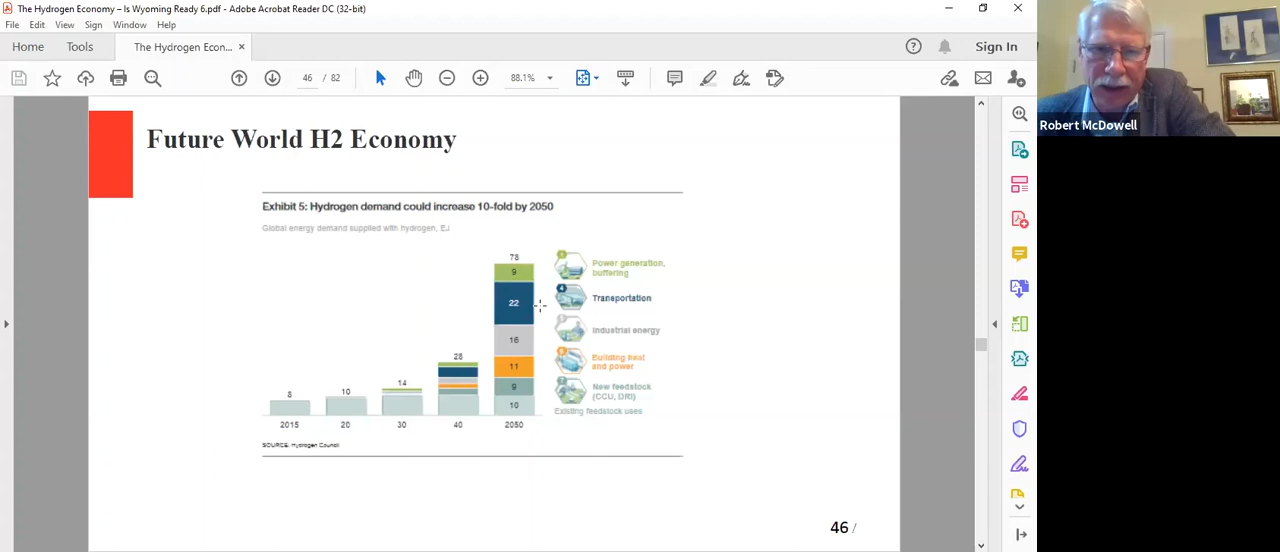 The Hydrogen Economy – Is Wyoming Ready 6.pdf - Adobe Acrobat Reader DC (32-bit)
File Edit View Sign Window Help
Home Tools The Hydrogen Econ... × Sign In
46 / 82 88.1%
Robert McDowell
Future World H2 Economy
Exhibit 5: Hydrogen demand could increase 10-fold by 2050
Global energy demand supplied with hydrogen, EJ
78
9
Power generation,
buffering
22
4
Transportation
16
Industrial energy
28
11
Building heat
and power
14
10
8
9
New feedstock
(CCU, DRI)
10
Existing feedstock uses
2015 20 30 40 2050
SOURCE: Hydrogen Council
46 /